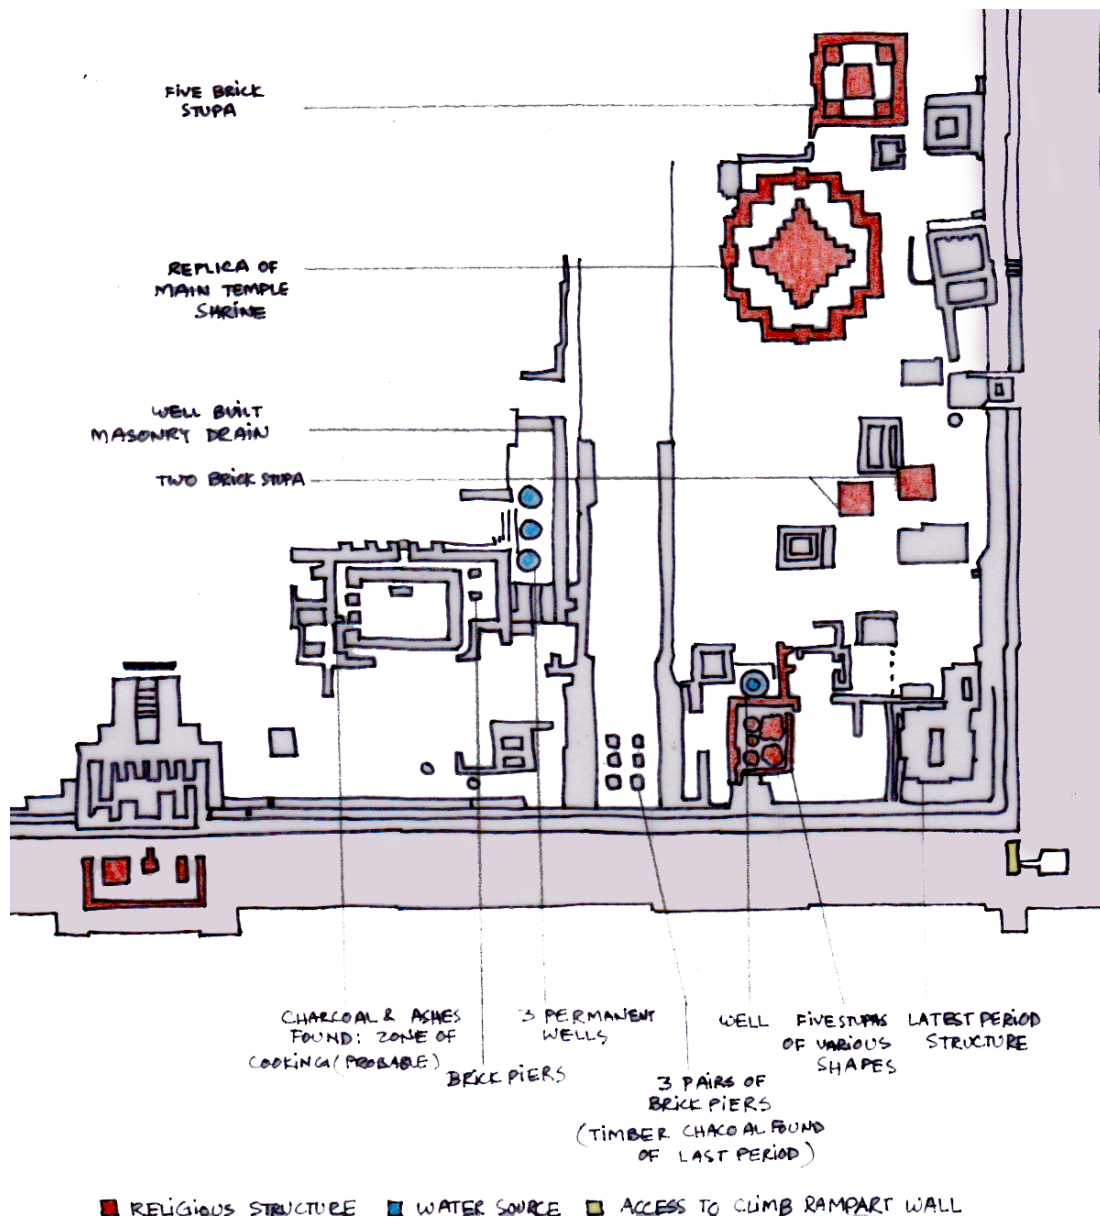 FIVE BRICK
STUPA
REPLICA OF
MAIN TEMPLE
SHRINE
WELL BUILT
MASONRY DRAIN
TWO BRICK STUPA
CHARCOAL & ASHES
FOUND: ZONE OF
COOKING (PROBABLE)
BRICK PIERS
3 PERMANENT
WELLS
3 PAIRS OF
BRICK PIERS
(TIMBER CHACOAL FOUND
OF LAST PERIOD)
WELL
FIVE STUPAS
OF VARIOUS
SHAPES
LATEST PERIOD
STRUCTURE
RELIGIOUS STRUCTURE
WATER SOURCE
ACCESS TO CLIMB RAMPART WALL